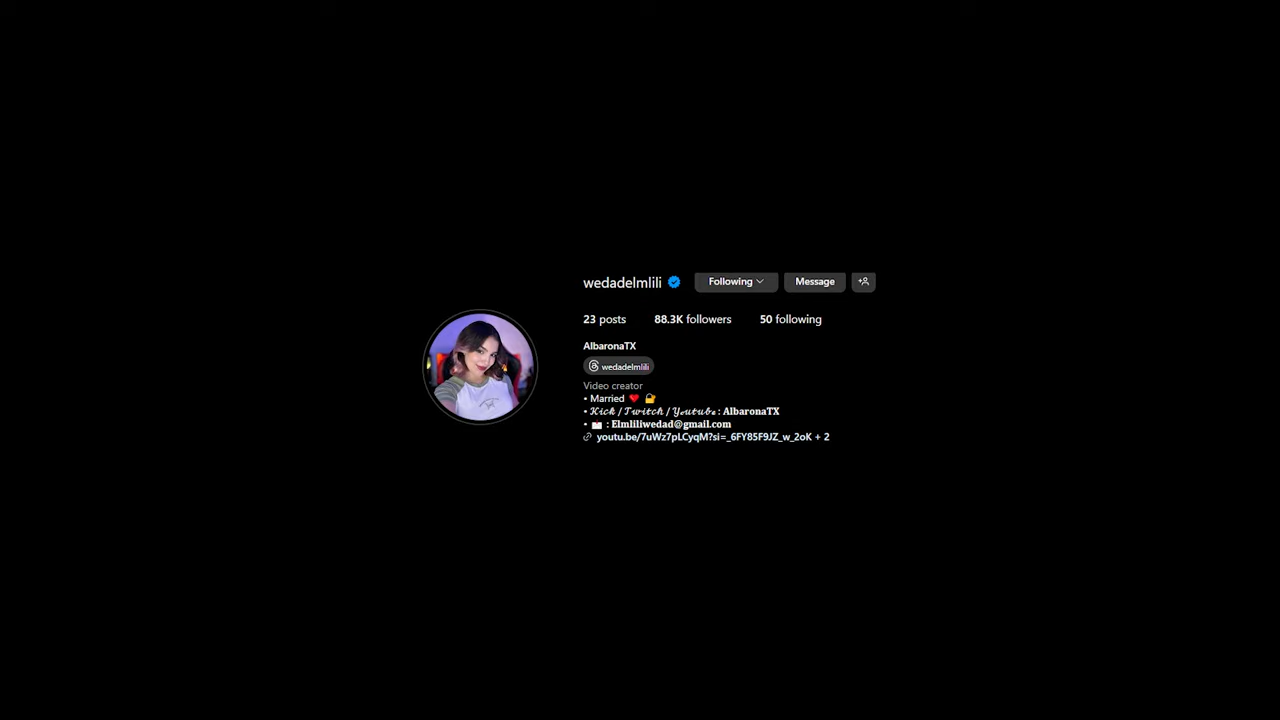 wedadelmlili
Following
Message
23 posts 88.3K followers 50 following
AlbaronaTX
wedadelmlili
Video creator
• Married ❤️ 🔐
• 𝓚𝓲𝓬𝓴 / 𝓣𝔀𝓲𝓽𝓬𝓱 / 𝓨𝓸𝓾𝓽𝓾𝓫𝓮 : AlbaronaTX
• 📩 : Elmliliwedad@gmail.com
youtu.be/7uWz7pLCyqM?si=_6FY85F9JZ_w_2oK + 2